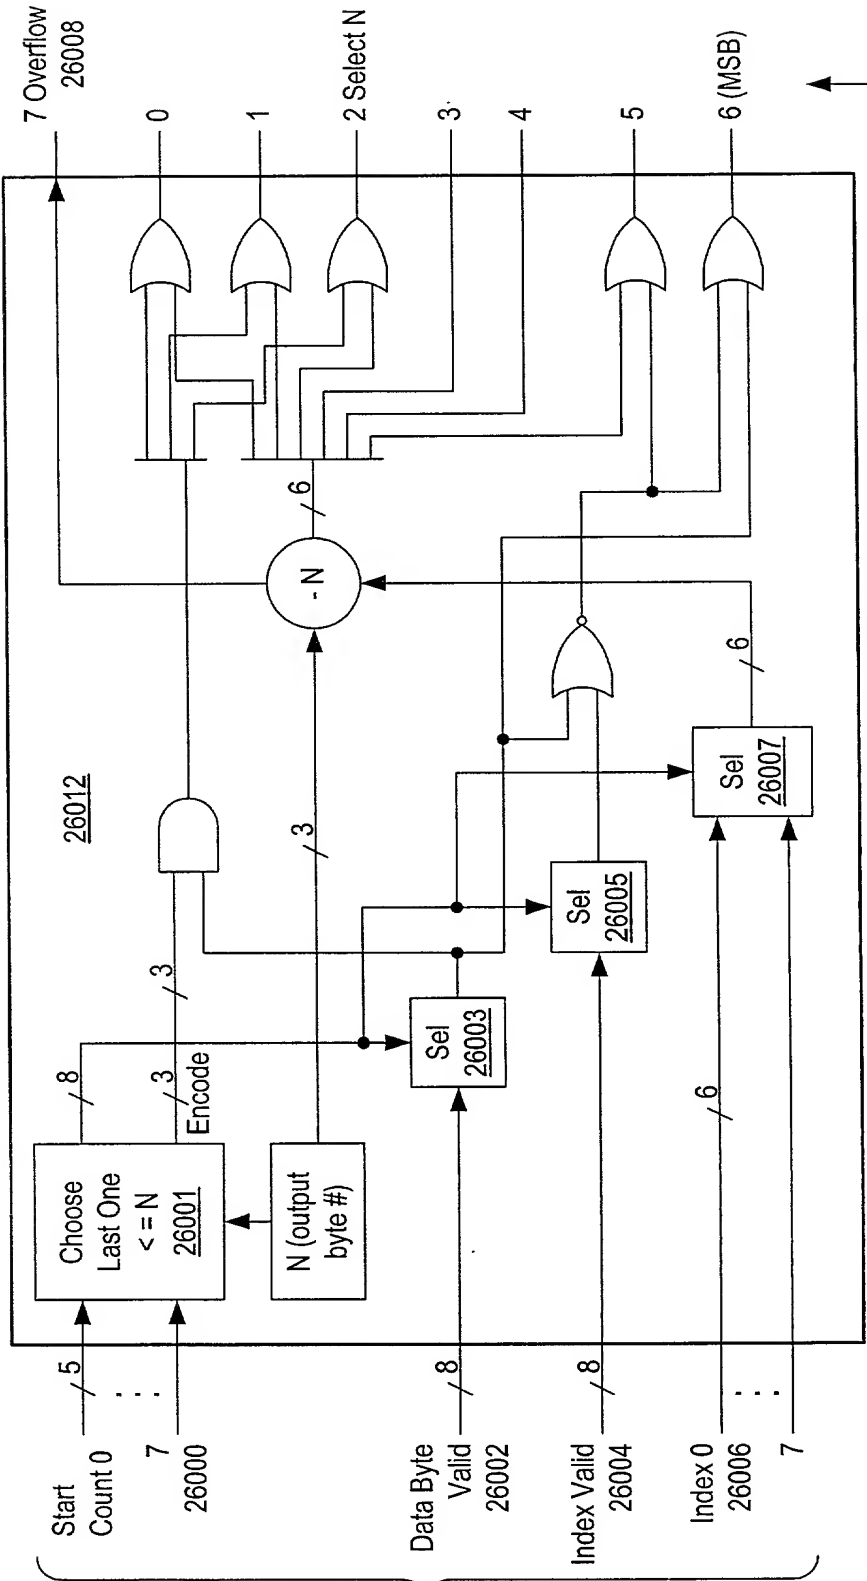 Start
Count 0
5
7
26000
Data Byte
Valid
26002
8
Index Valid
26004
8
Index 0
26006
7
Choose
Last One
< = N
26001
N (output
byte #)
8
3
Encode
3
Sel
26003
6
3
Sel
26005
Sel
26007
6
26012
- N
6
7 Overflow
26008
0
1
2 Select N
3
4
5
6 (MSB)